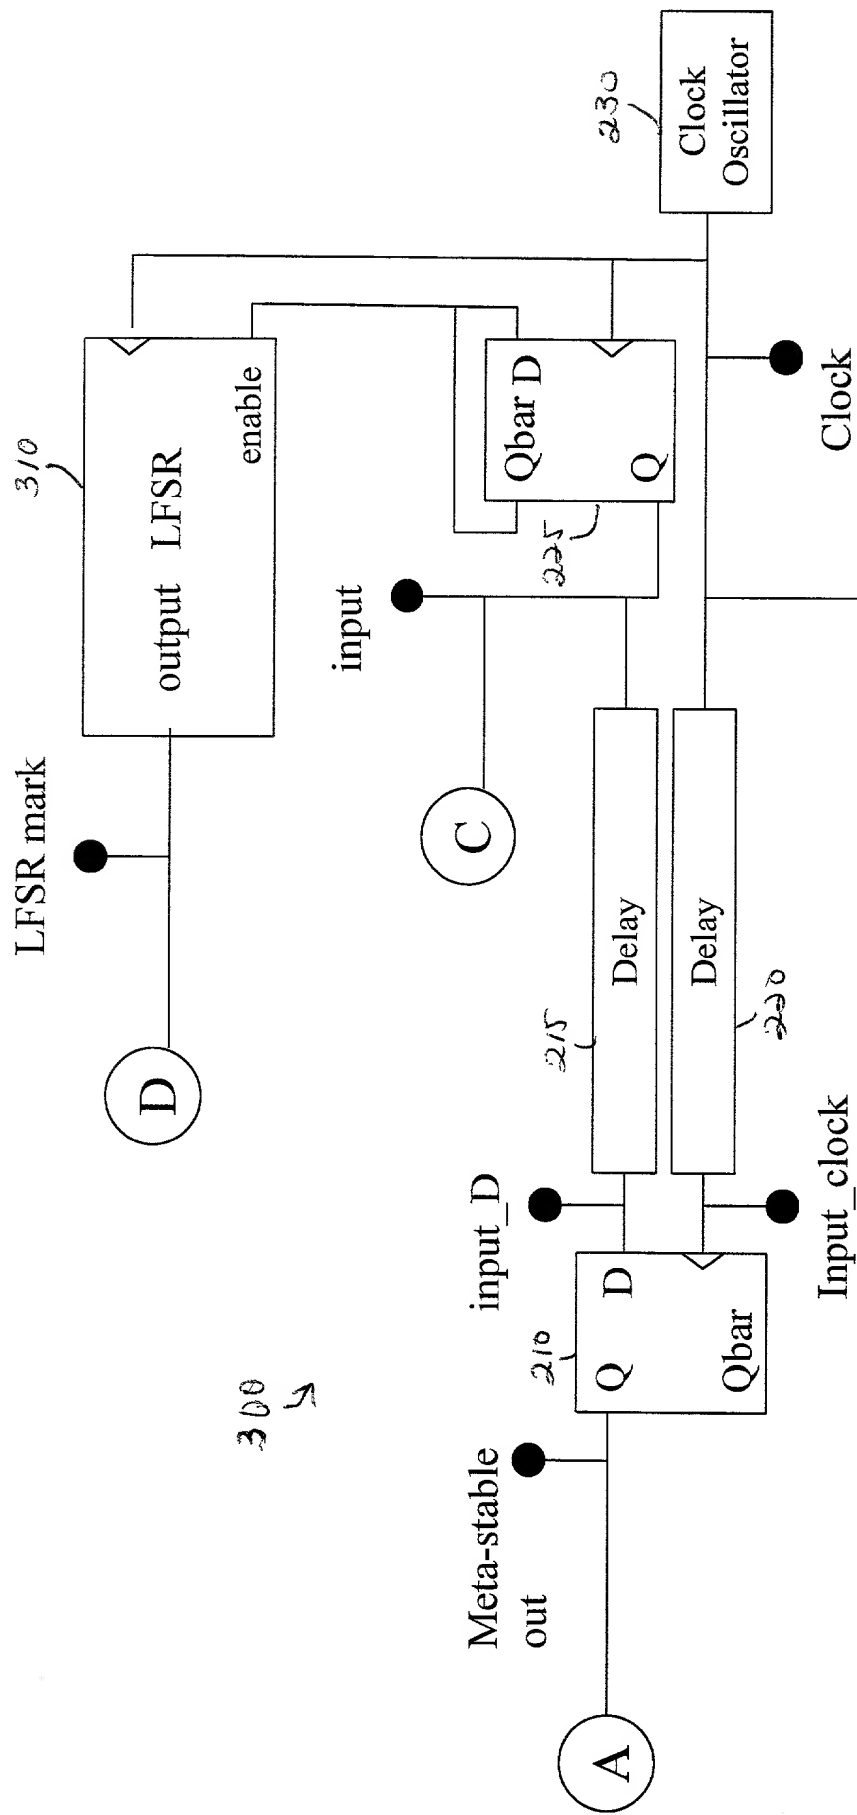 LFSR mark
D
output LFSR
enable
310
input
C
Qbar D
Q
225
230
Clock
Oscillator
Clock
300
Meta-stable
out
A
input_D
210
Q D
Qbar
Input_clock
215
Delay
Delay
220